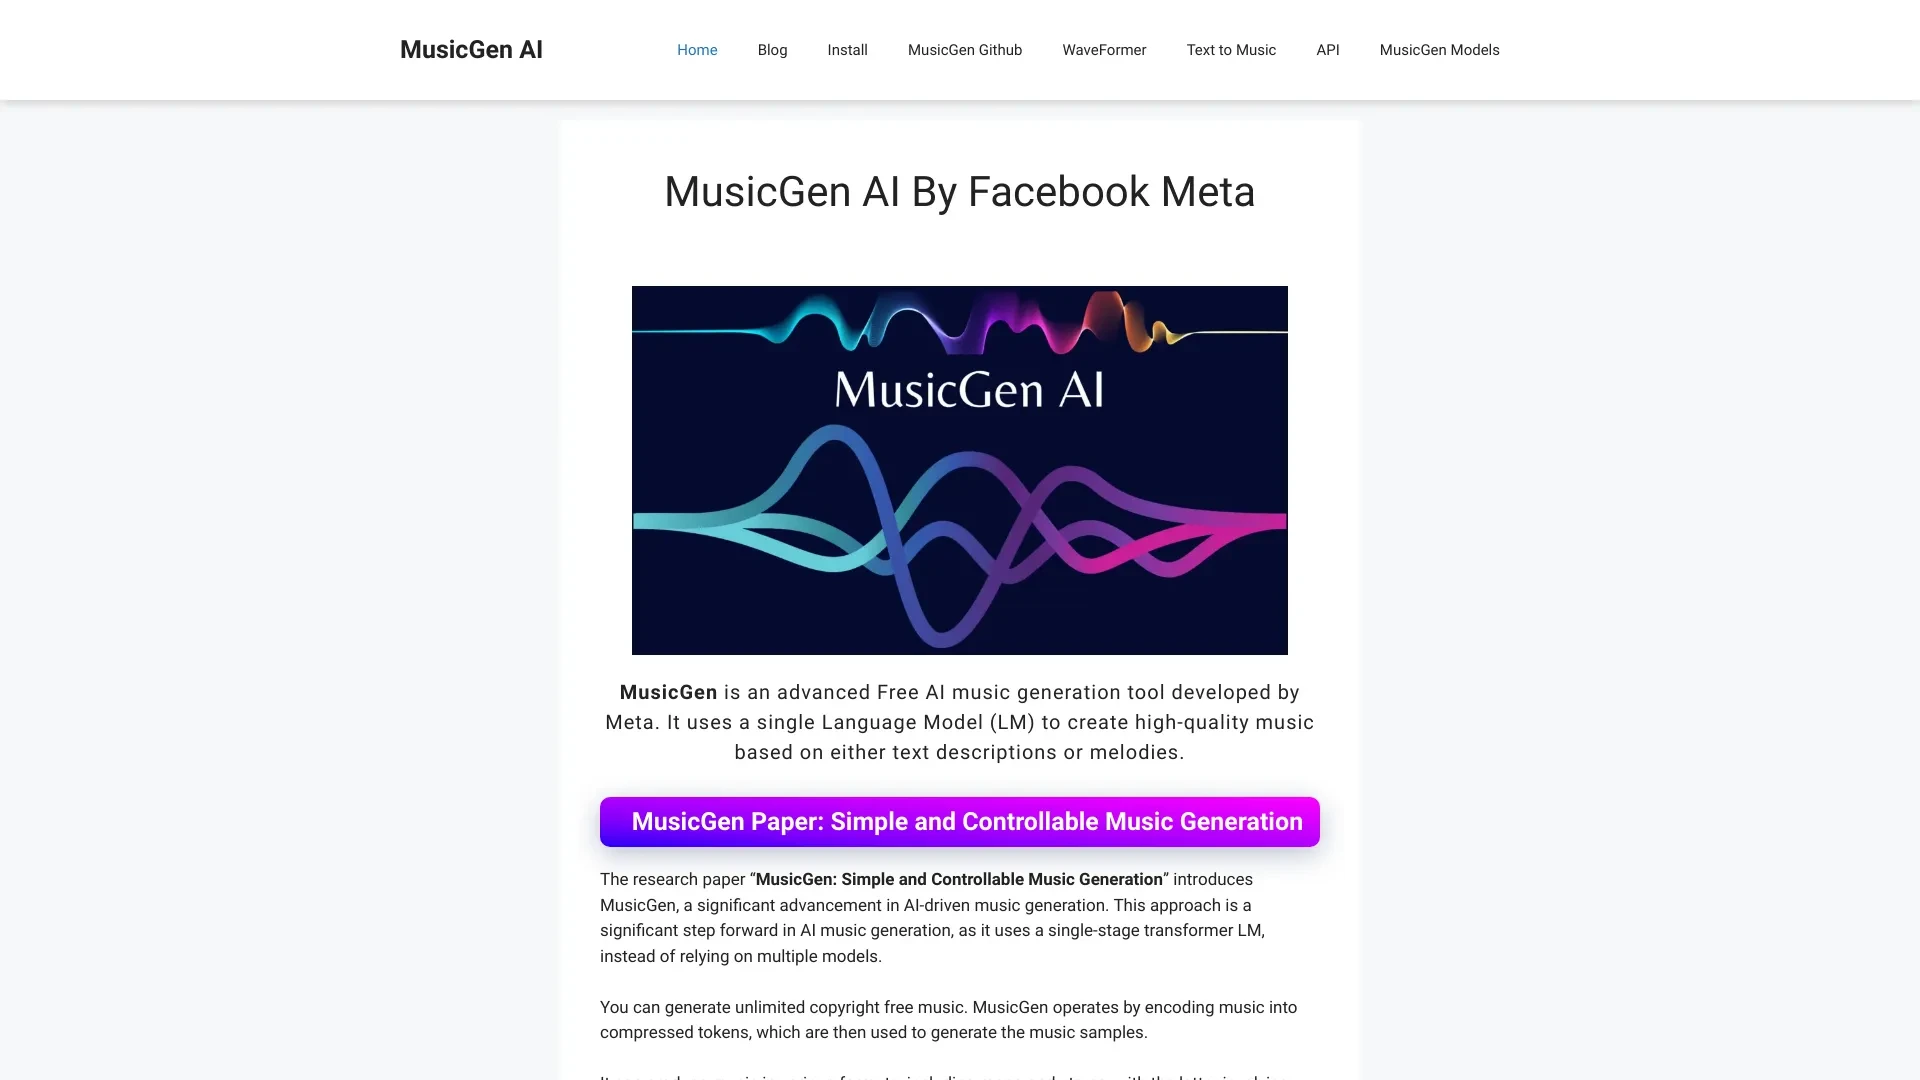 MusicGen AI
Home
Blog
Install
MusicGen Github
WaveFormer
Text to Music
API
MusicGen Models
MusicGen AI By Facebook Meta
MusicGen AI
MusicGen is an advanced Free AI music generation tool developed by
Meta. It uses a single Language Model (LM) to create high-quality music
based on either text descriptions or melodies.
MusicGen Paper: Simple and Controllable Music Generation
The research paper “MusicGen: Simple and Controllable Music Generation” introduces
MusicGen, a significant advancement in AI-driven music generation. This approach is a
significant step forward in AI music generation, as it uses a single-stage transformer LM,
instead of relying on multiple models.
You can generate unlimited copyright free music. MusicGen operates by encoding music into
compressed tokens, which are then used to generate the music samples.